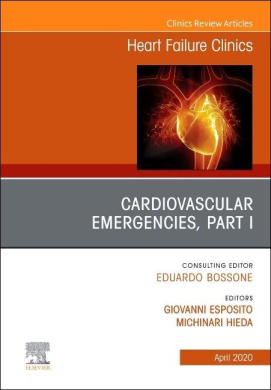 Clinics Review Articles
Heart Failure Clinics
CARDIOVASCULAR
EMERGENCIES, PART I
CONSULTING EDITOR
EDUARDO BOSSONE
EDITORS
GIOVANNI ESPOSITO
MICHINARI HIEDA
ELSEVIER
April 2020